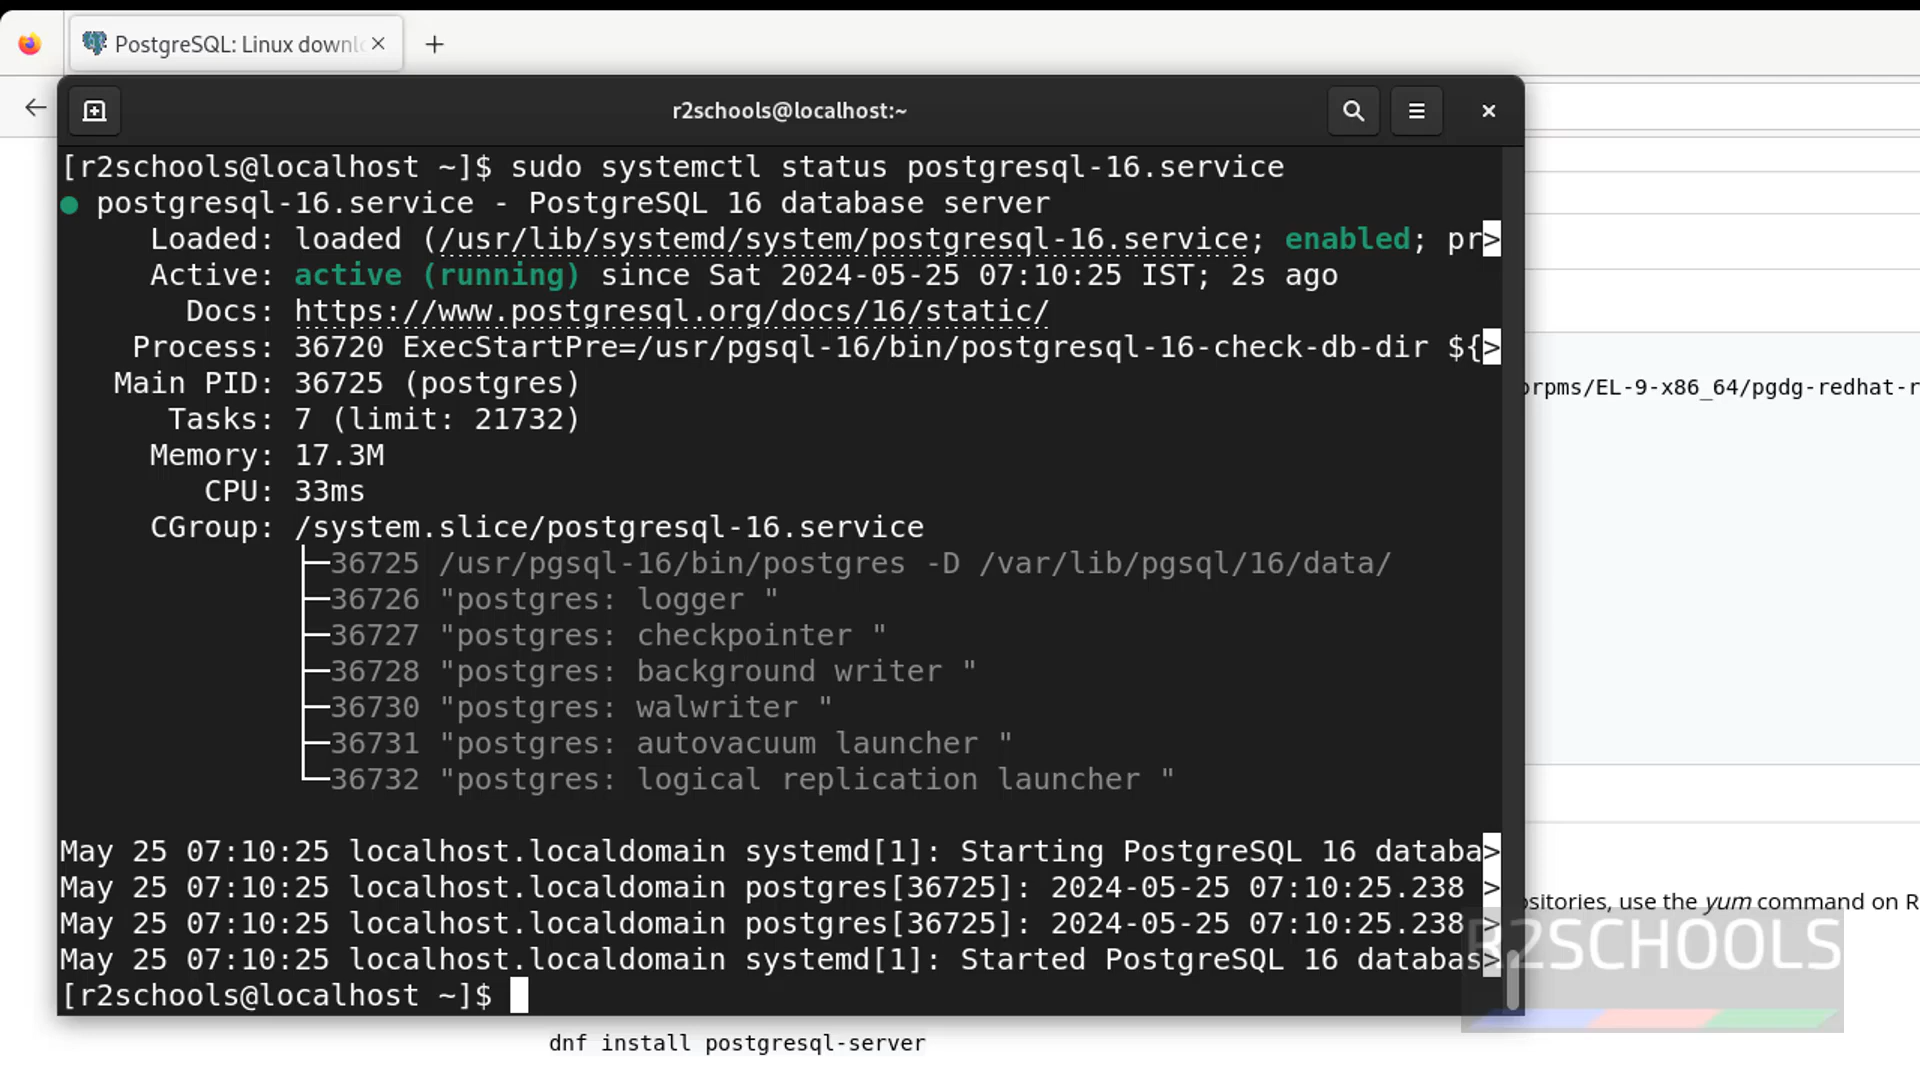 PostgreSQL: Linux downl
r2schools@localhost:~
[r2schools@localhost ~]$ sudo systemctl status postgresql-16.service
● postgresql-16.service - PostgreSQL 16 database server
Loaded: loaded (/usr/lib/systemd/system/postgresql-16.service; enabled; pr>
Active: active (running) since Sat 2024-05-25 07:10:25 IST; 2s ago
Docs: https://www.postgresql.org/docs/16/static/
Process: 36720 ExecStartPre=/usr/pgsql-16/bin/postgresql-16-check-db-dir ${>
Main PID: 36725 (postgres)
Tasks: 7 (limit: 21732)
Memory: 17.3M
CPU: 33ms
CGroup: /system.slice/postgresql-16.service
├─36725 /usr/pgsql-16/bin/postgres -D /var/lib/pgsql/16/data/
├─36726 "postgres: logger "
├─36727 "postgres: checkpointer "
├─36728 "postgres: background writer "
├─36730 "postgres: walwriter "
├─36731 "postgres: autovacuum launcher "
└─36732 "postgres: logical replication launcher "
May 25 07:10:25 localhost.localdomain systemd[1]: Starting PostgreSQL 16 databa>
May 25 07:10:25 localhost.localdomain postgres[36725]: 2024-05-25 07:10:25.238 >
May 25 07:10:25 localhost.localdomain postgres[36725]: 2024-05-25 07:10:25.238 >
May 25 07:10:25 localhost.localdomain systemd[1]: Started PostgreSQL 16 databas>
[r2schools@localhost ~]$
orpms/EL-9-x86_64/pgdg-redhat-r
ositories, use the yum command on R
R2SCHOOLS
dnf install postgresql-server